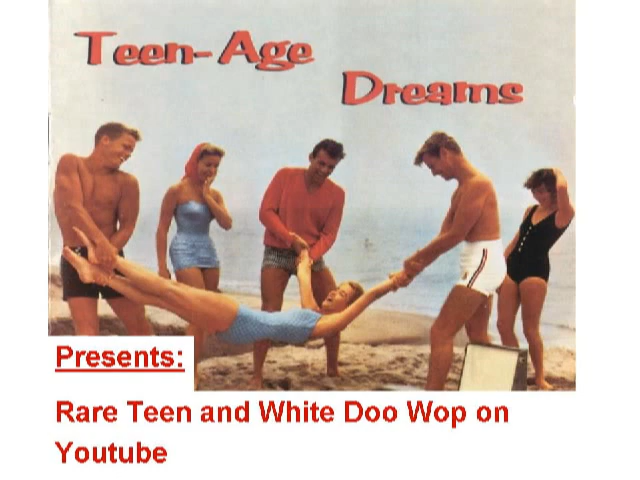 Teen-Age
Dreams
Presents:
Rare Teen and White Doo Wop on
Youtube